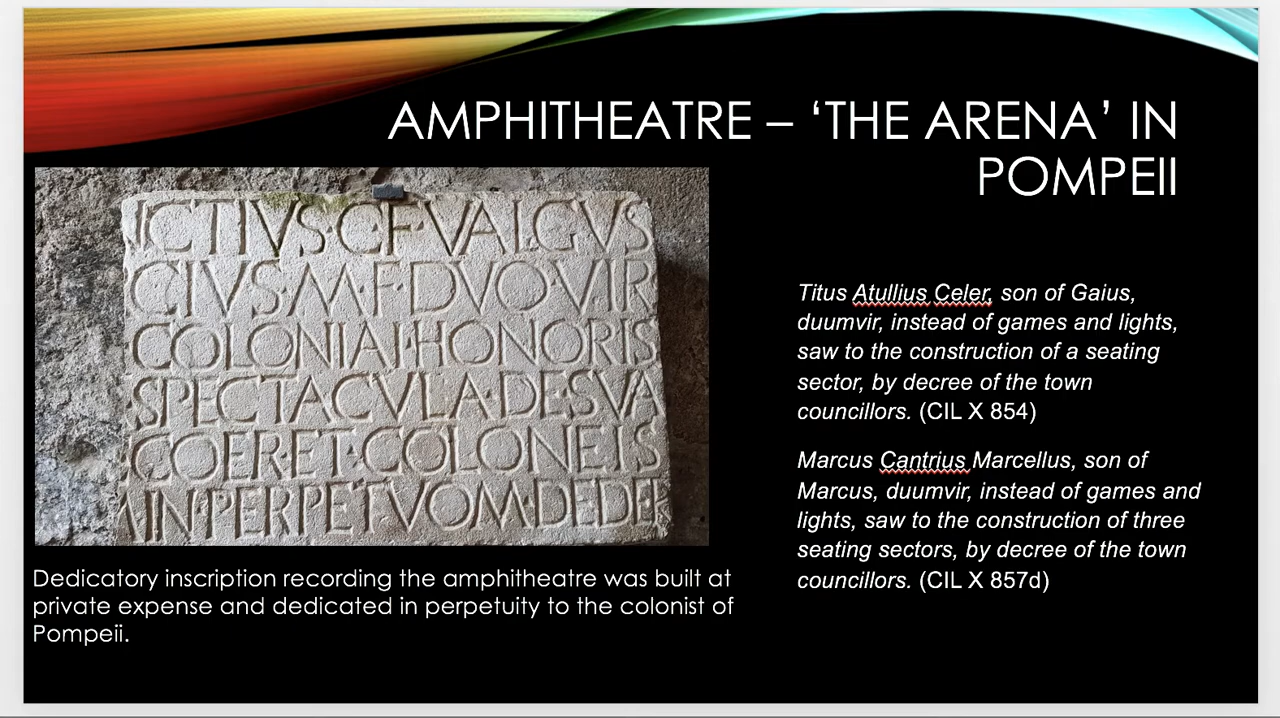 AMPHITHEATRE – ‘THE ARENA’ IN
POMPEII
NCTIVS·C·F·VALGVS
CIVS·M·F·DVO·VIR
COLONIAI·HONORIS
SPECTACVLA·DE·SVA
COER·ET·COLONEIS
IN·PERPETVOM·DEDER
Dedicatory inscription recording the amphitheatre was built at
private expense and dedicated in perpetuity to the colonist of
Pompeii.
Titus Atullius Celer, son of Gaius,
duumvir, instead of games and lights,
saw to the construction of a seating
sector, by decree of the town
councillors. (CIL X 854)
Marcus Cantrius Marcellus, son of
Marcus, duumvir, instead of games and
lights, saw to the construction of three
seating sectors, by decree of the town
councillors. (CIL X 857d)